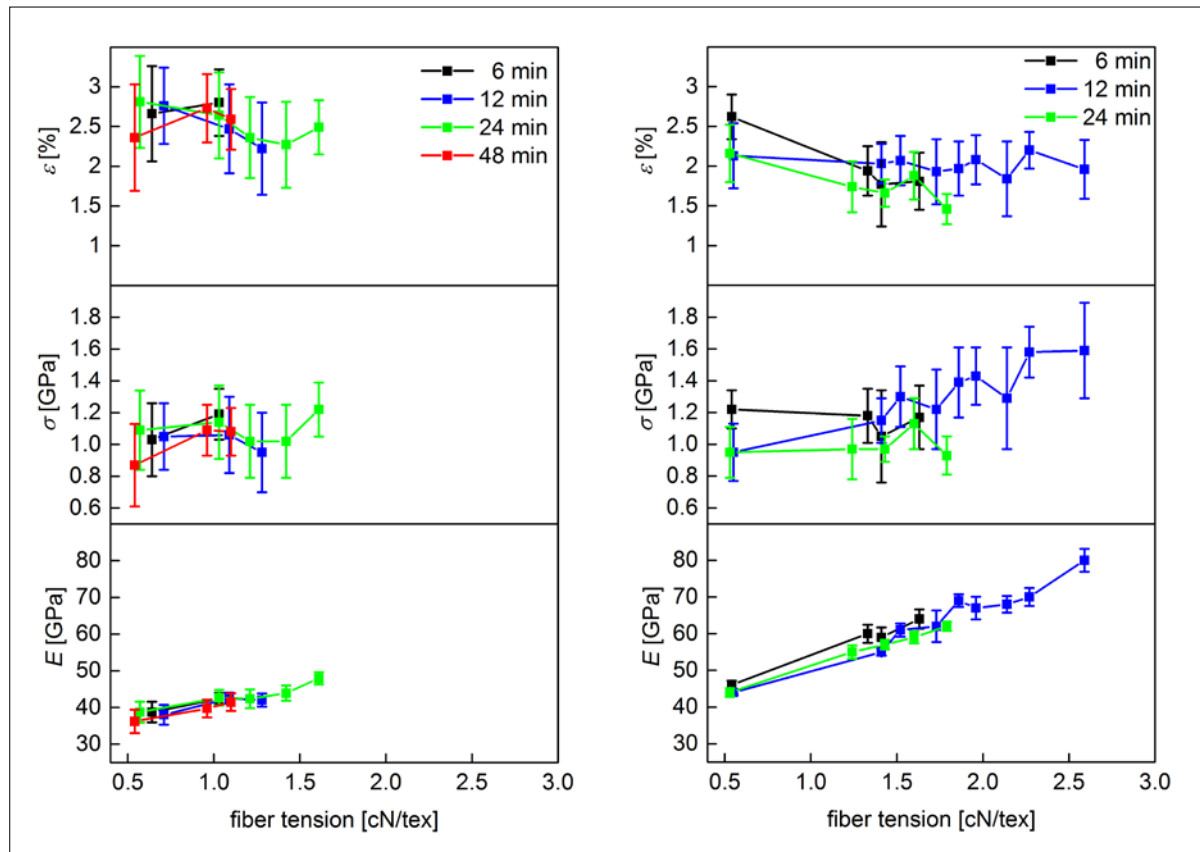 ε [%]
3
2.5
2
1.5
1
6 min
12 min
24 min
48 min
σ [GPa]
1.8
1.6
1.4
1.2
1.0
0.8
0.6
E [GPa]
80
70
60
50
40
30
0.5 1.0 1.5 2.0 2.5 3.0
fiber tension [cN/tex]
ε [%]
3
2.5
2
1.5
1
6 min
12 min
24 min
σ [GPa]
1.8
1.6
1.4
1.2
1.0
0.8
0.6
E [GPa]
80
70
60
50
40
30
0.5 1.0 1.5 2.0 2.5 3.0
fiber tension [cN/tex]